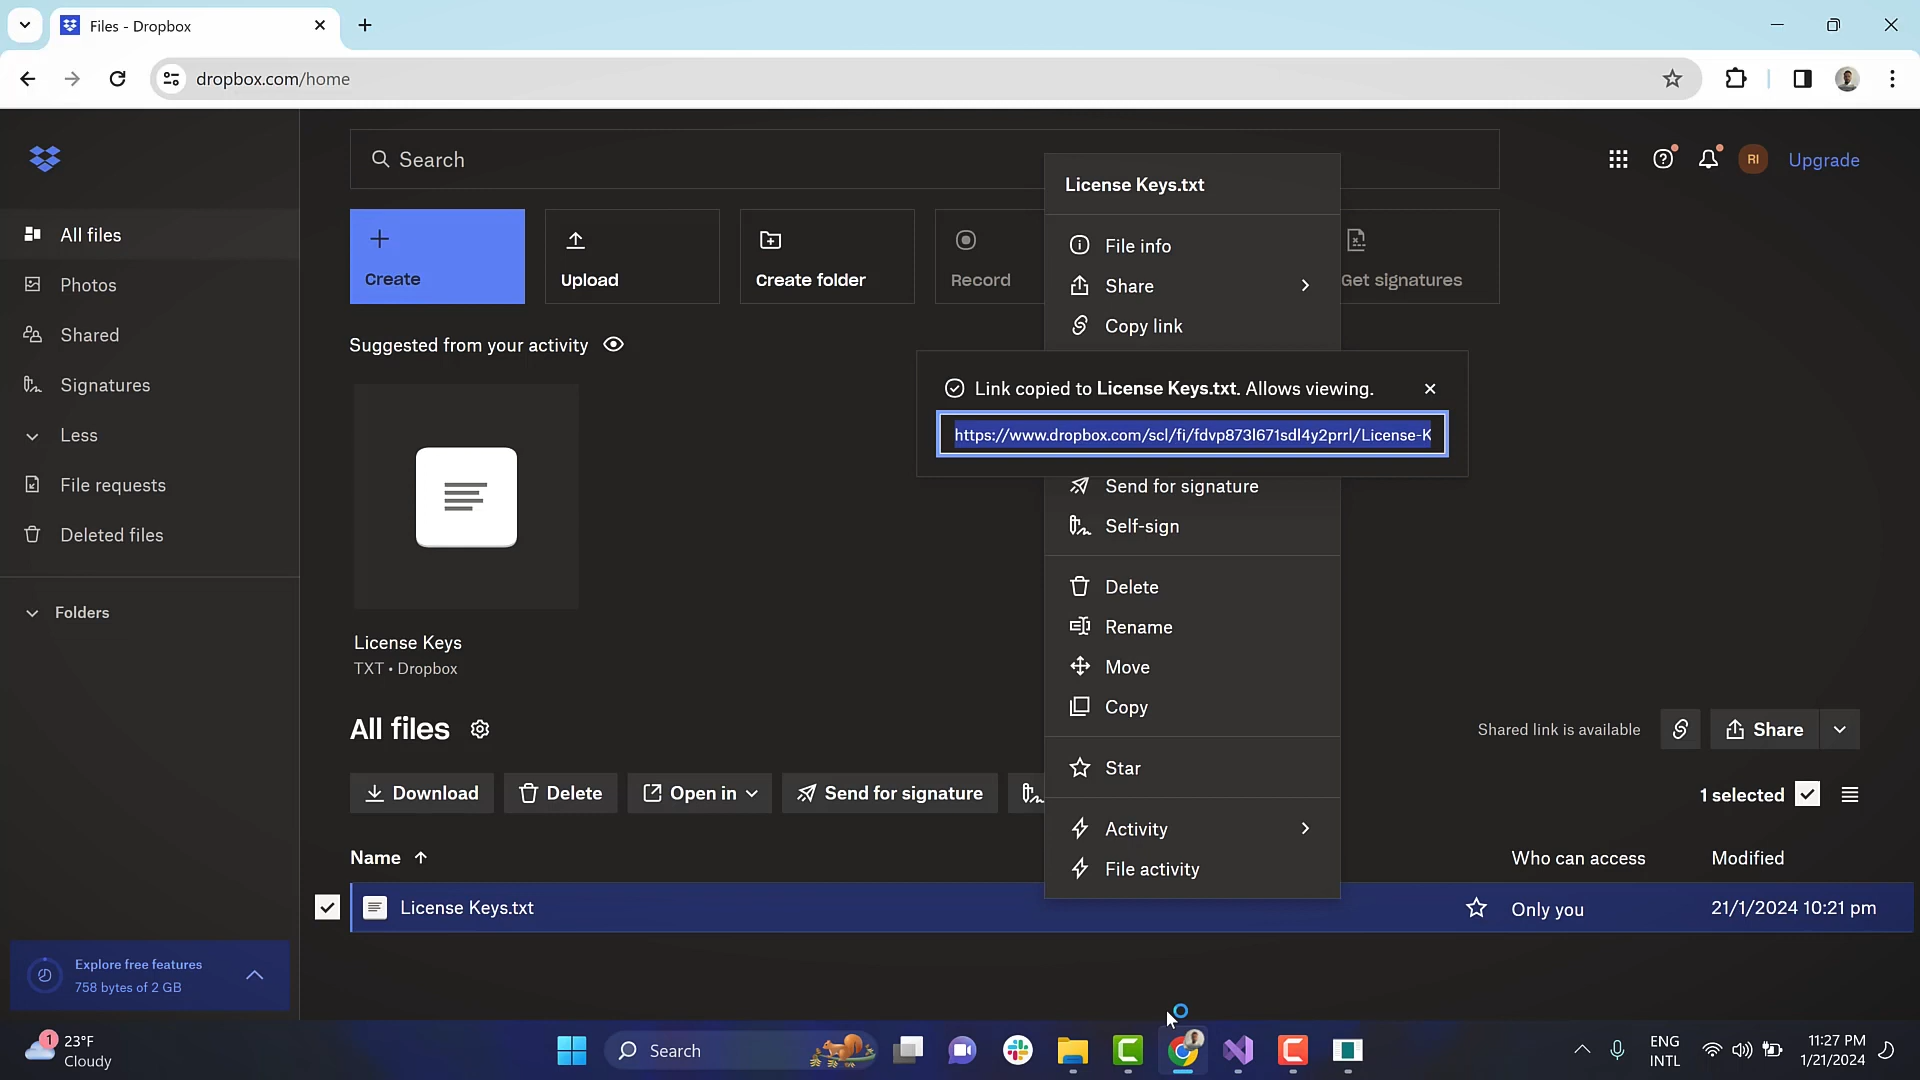 Files - Dropbox
dropbox.com/home
Search
License Keys.txt
RI
Upgrade
All files
Photos
Shared
Signatures
Less
File requests
Deleted files
Folders
Create
Upload
Create folder
Record
Get signatures
File info
Share
Copy link
Suggested from your activity
Link copied to License Keys.txt. Allows viewing.
https://www.dropbox.com/scl/fi/fdvp873l671sdl4y2prrl/License-K
Send for signature
Self-sign
Delete
Rename
Move
Copy
Star
Activity
File activity
License Keys
TXT • Dropbox
All files
Shared link is available
Share
Download
Delete
Open in
Send for signature
1 selected
Name
Who can access
Modified
License Keys.txt
Only you
21/1/2024 10:21 pm
Explore free features
758 bytes of 2 GB
1
23°F
Cloudy
Search
ENG
INTL
11:27 PM
1/21/2024